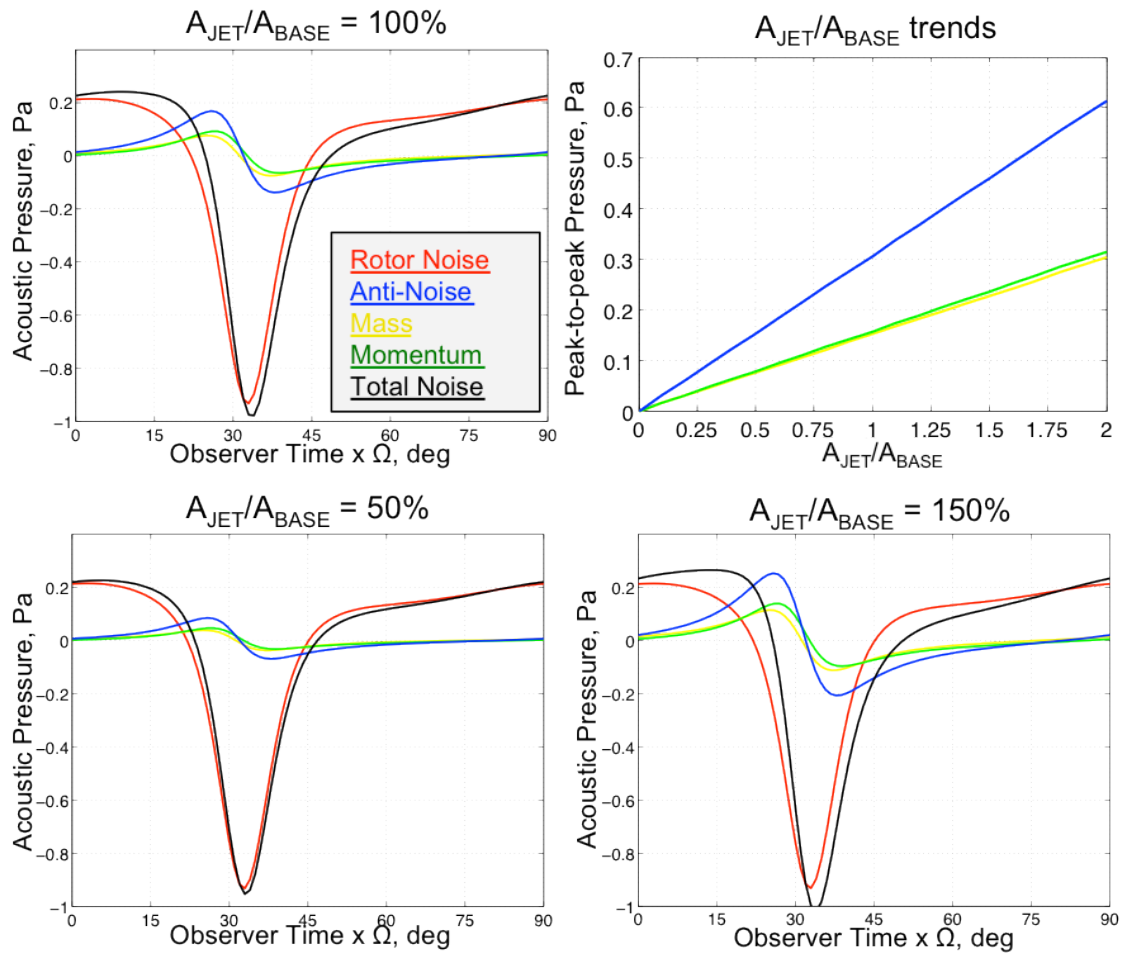 A_JET/A_BASE = 100%
Acoustic Pressure, Pa
0.2
0
−0.2
−0.4
−0.6
−0.8
−1
0 15 30 45 60 75 90
Observer Time x Ω, deg
Rotor Noise
Anti-Noise
Mass
Momentum
Total Noise
A_JET/A_BASE trends
Peak-to-peak Pressure, Pa
0.7
0.6
0.5
0.4
0.3
0.2
0.1
0
0 0.25 0.5 0.75 1 1.25 1.5 1.75 2
A_JET/A_BASE
A_JET/A_BASE = 50%
Acoustic Pressure, Pa
0.2
0
−0.2
−0.4
−0.6
−0.8
−1
0 15 30 45 60 75 90
Observer Time x Ω, deg
A_JET/A_BASE = 150%
Acoustic Pressure, Pa
0.2
0
−0.2
−0.4
−0.6
−0.8
−1
0 15 30 45 60 75 90
Observer Time x Ω, deg